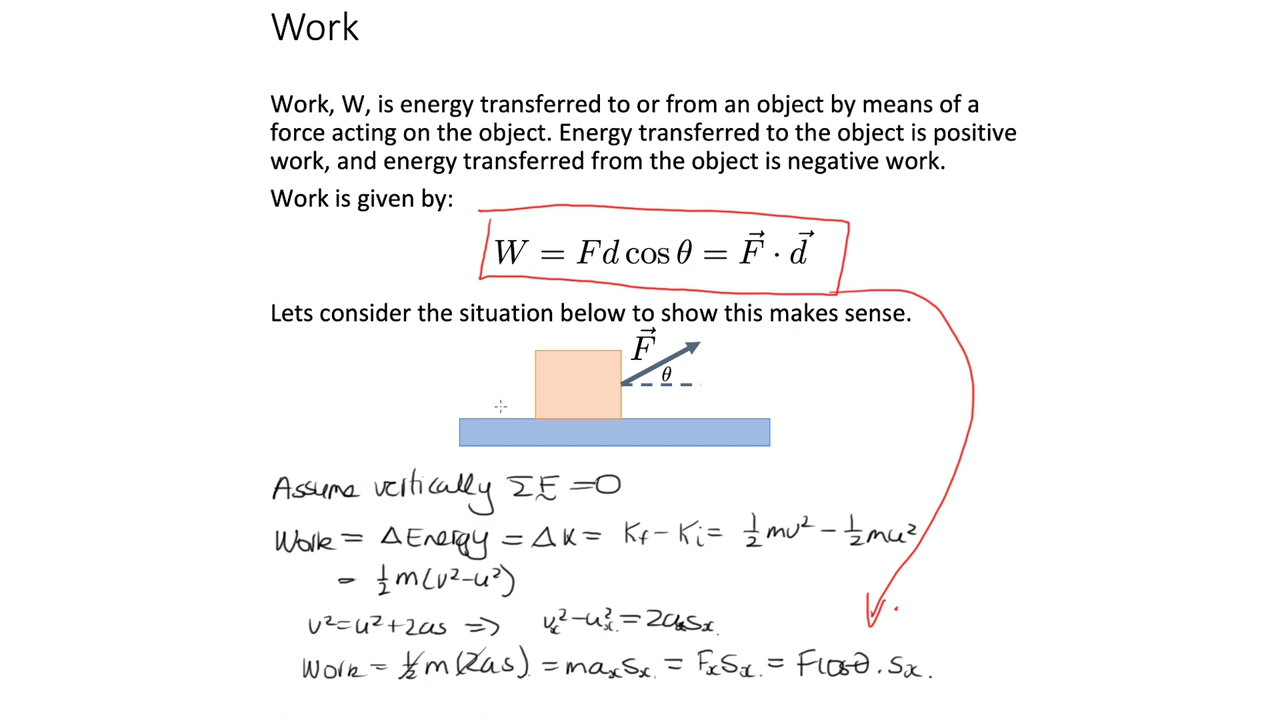 Work
Work, W, is energy transferred to or from an object by means of a
force acting on the object. Energy transferred to the object is positive
work, and energy transferred from the object is negative work.
Work is given by:
W = Fd cos θ = F⃗ · d⃗
Lets consider the situation below to show this makes sense.
F⃗
θ
Assume vertically ΣF̰ = 0
Work = ΔEnergy = ΔK = Kf − Ki = ½mv² − ½mu²
= ½m(v² − u²)
v² = u² + 2as ⇒ vₓ² − uₓ² = 2aₓsₓ
Work = ½m(2as) = maₓsₓ = Fₓsₓ = Fcosθ · sₓ.